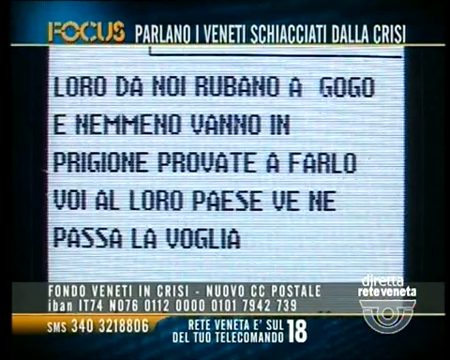 FOCUS PARLANO I VENETI SCHIACCIATI DALLA CRISI
LORO DA NOI RUBANO A GOGO
E NEMMENO VANNO IN
PRIGIONE PROVATE A FARLO
VOI AL LORO PAESE VE NE
PASSA LA VOGLIA
diretta
reteveneta
FONDO VENETI IN CRISI - NUOVO CC POSTALE
iban IT74 N076 0112 0000 0101 7942 739
SMS 340 3218806
RETE VENETA E' SUL
DEL TUO TELECOMANDO 18